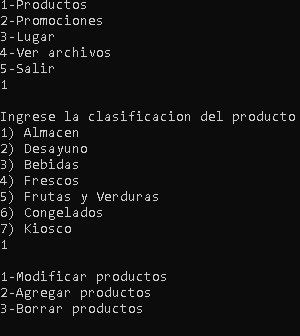 1-Productos
2-Promociones
3-Lugar
4-Ver archivos
5-Salir
1
Ingrese la clasificacion del producto
1) Almacen
2) Desayuno
3) Bebidas
4) Frescos
5) Frutas y Verduras
6) Congelados
7) Kiosco
1
1-Modificar productos
2-Agregar productos
3-Borrar productos